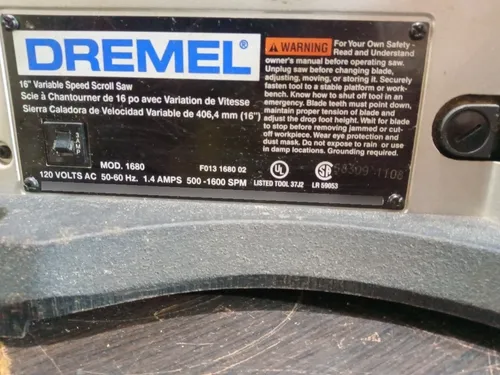 DREMEL®
16" Variable Speed Scroll Saw
Scie à Chantourner de 16 po avec Variation de Vitesse
Sierra Caladora de Velocidad Variable de 406,4 mm (16")
MOD. 1680
F013 1680 02
120 VOLTS AC 50-60 Hz. 1.4 AMPS 500 -1600 SPM
WARNING For Your Own Safety -
Read and Understand
owner's manual before operating saw.
Unplug saw before changing blade,
adjusting, moving, or storing it. Securely
fasten tool to a stable platform or work-
bench. Know how to shut off tool in an
emergency. Blade teeth must point down,
maintain proper tension of blade and
adjust the drop foot height. Wait for blade
to stop before removing jammed or cut-
off workpiece. Wear eye protection and
dust mask. Do not expose to rain or use
in damp locations. Grounding required.
UL
LISTED TOOL 37J2
LR 59053
1108